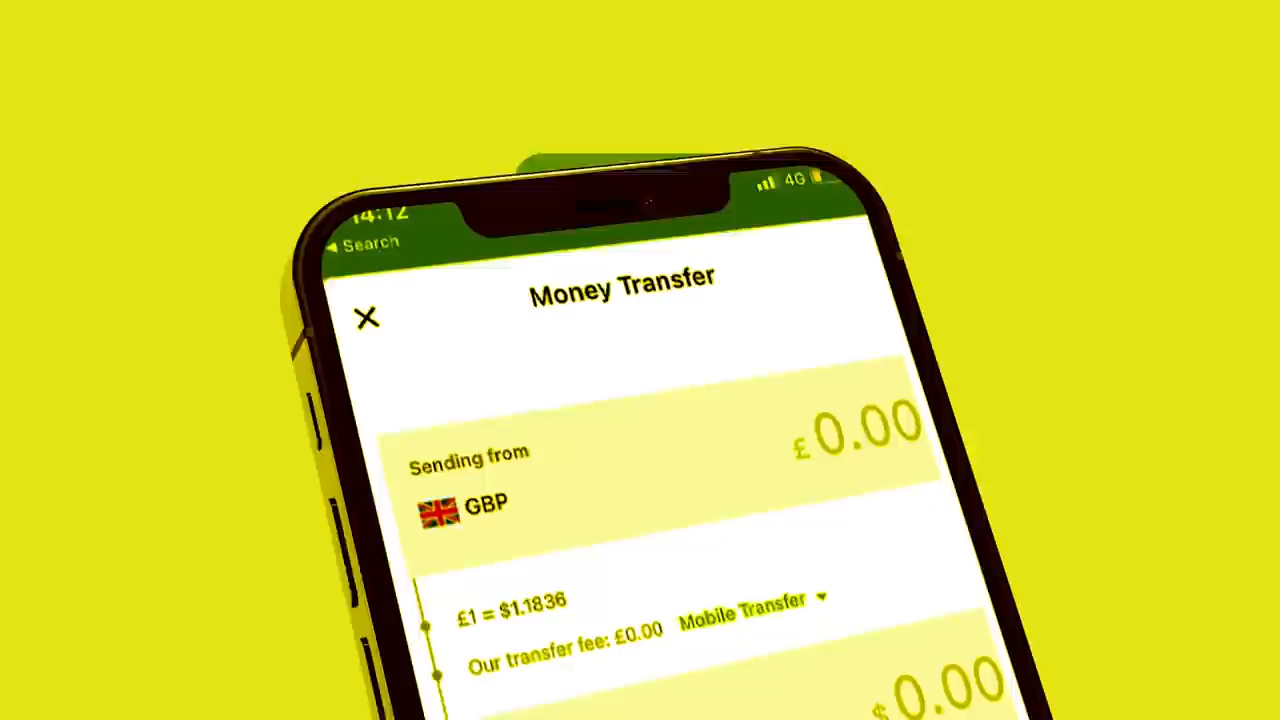 14:12
4G
◀ Search
Money Transfer
Sending from
£0.00
GBP
£1 = $1.1836
Our transfer fee: £0.00 Mobile Transfer
$0.00